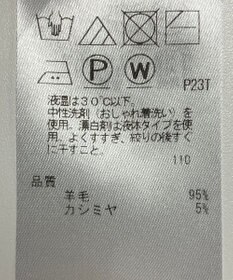 P W
P23T
液温は30℃以下。
中性洗剤（おしゃれ着洗い）を
使用。漂白剤は液体タイプを使
用。よくすすぎ、絞りの後すぐ
に干すこと。
110
品質
羊毛 95%
カシミヤ 5%